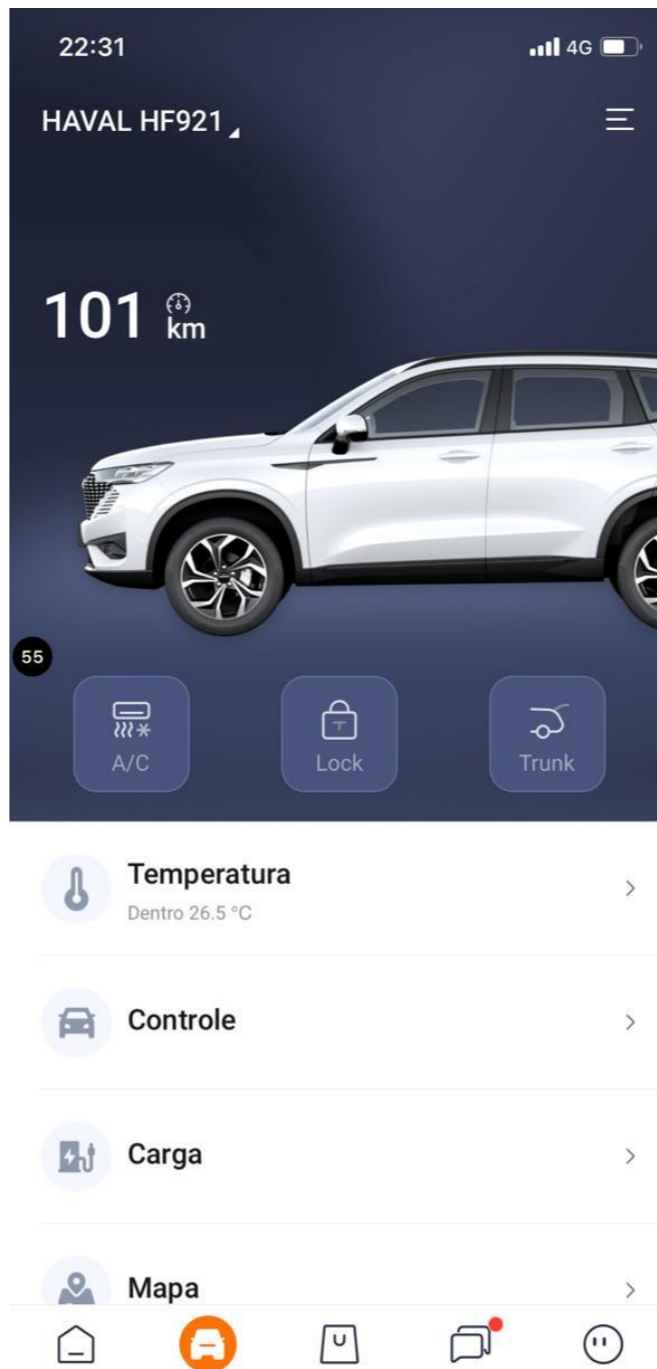 22:31
4G
HAVAL HF921
101 km
55
A/C
Lock
Trunk
Temperatura
Dentro 26.5 °C
Controle
Carga
Mapa